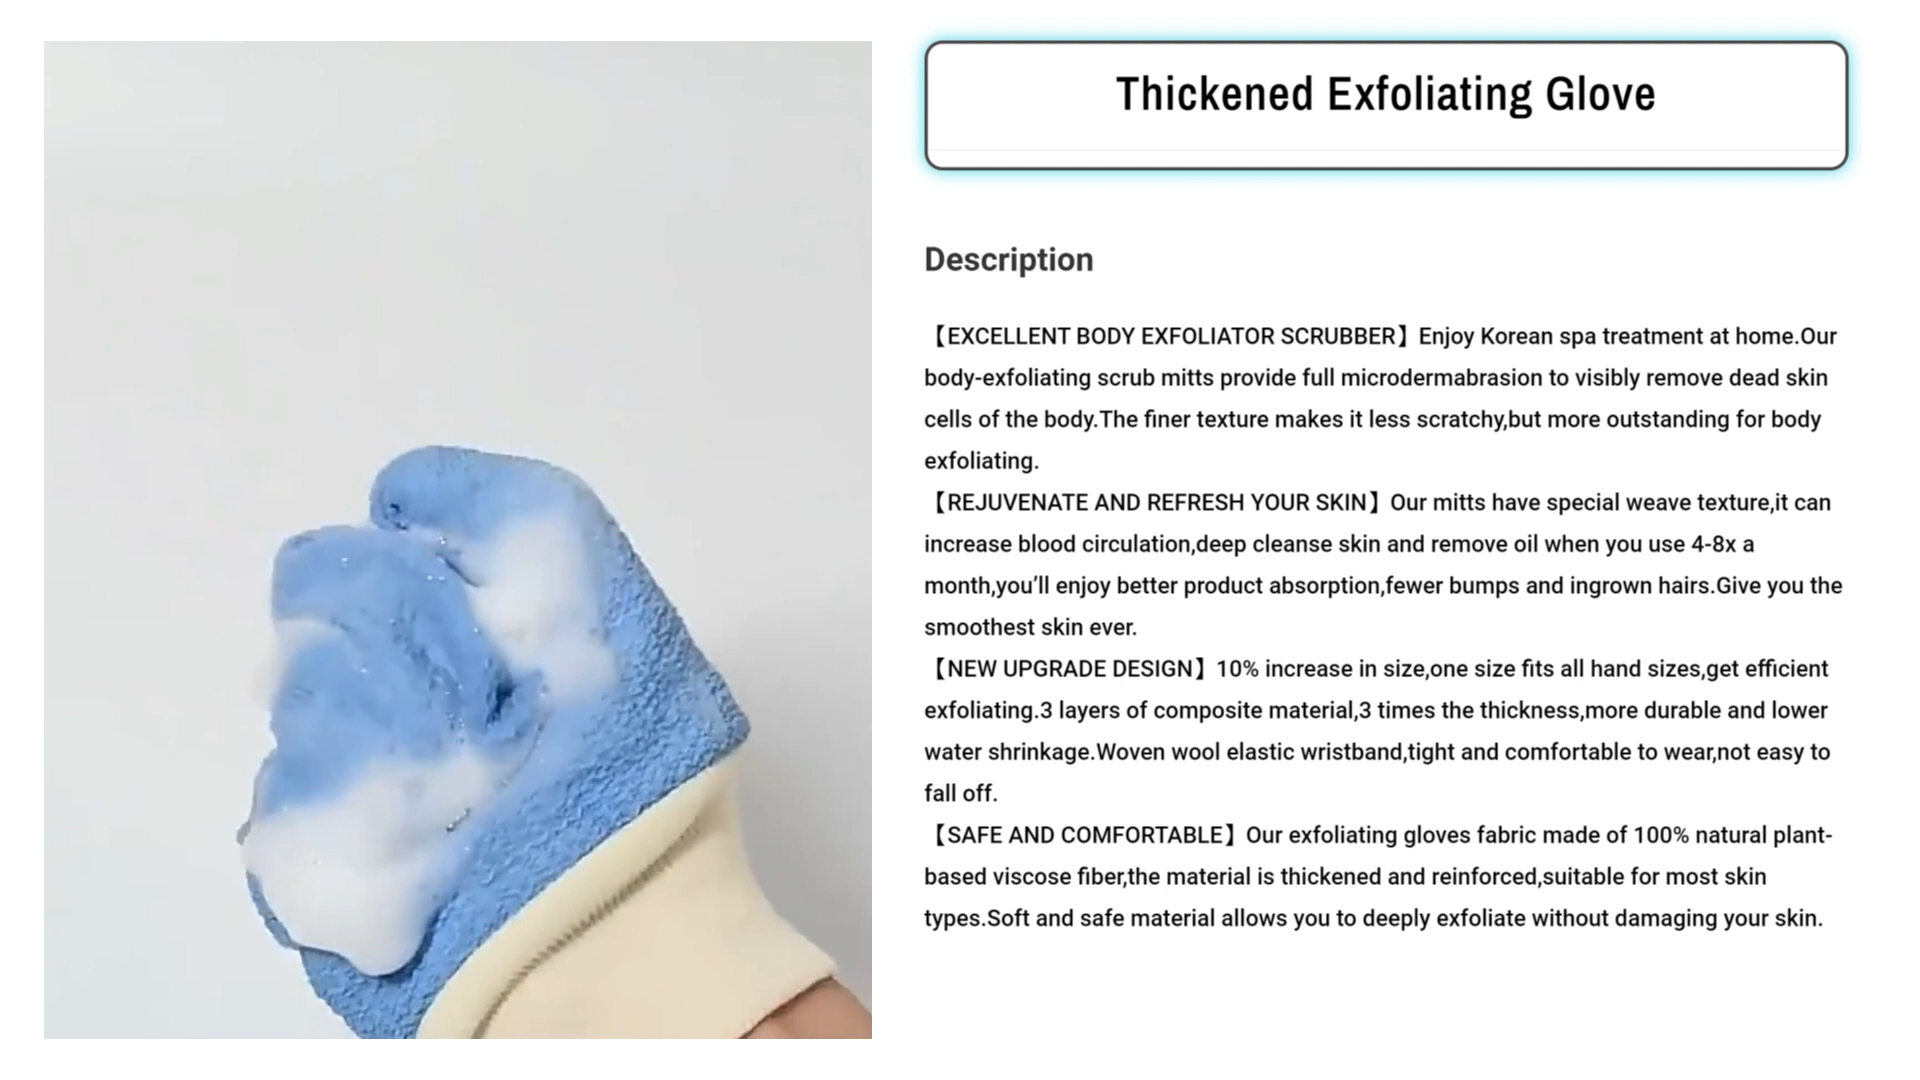 Thickened Exfoliating Glove
Description
【EXCELLENT BODY EXFOLIATOR SCRUBBER】Enjoy Korean spa treatment at home.Our
body-exfoliating scrub mitts provide full microdermabrasion to visibly remove dead skin
cells of the body.The finer texture makes it less scratchy,but more outstanding for body
exfoliating.
【REJUVENATE AND REFRESH YOUR SKIN】Our mitts have special weave texture,it can
increase blood circulation,deep cleanse skin and remove oil when you use 4-8x a
month,you’ll enjoy better product absorption,fewer bumps and ingrown hairs.Give you the
smoothest skin ever.
【NEW UPGRADE DESIGN】10% increase in size,one size fits all hand sizes,get efficient
exfoliating.3 layers of composite material,3 times the thickness,more durable and lower
water shrinkage.Woven wool elastic wristband,tight and comfortable to wear,not easy to
fall off.
【SAFE AND COMFORTABLE】Our exfoliating gloves fabric made of 100% natural plant-
based viscose fiber,the material is thickened and reinforced,suitable for most skin
types.Soft and safe material allows you to deeply exfoliate without damaging your skin.